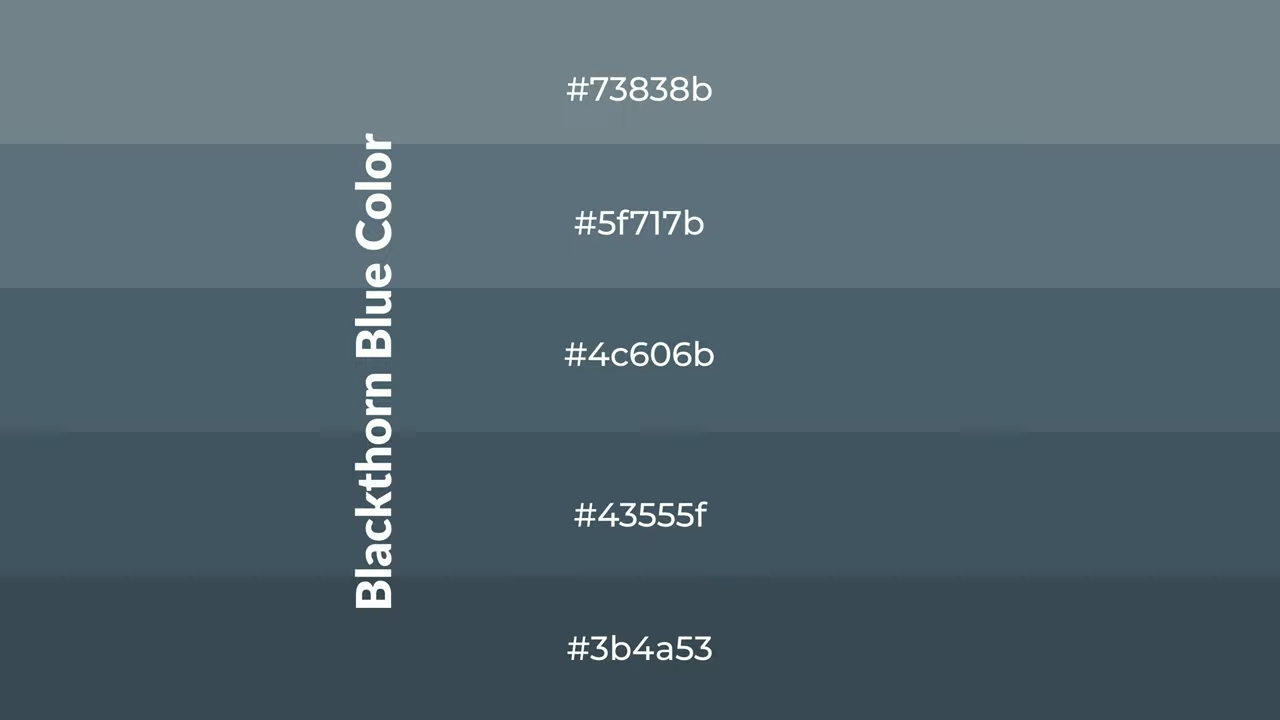 Blackthorn Blue Color
#73838b
#5f717b
#4c606b
#43555f
#3b4a53